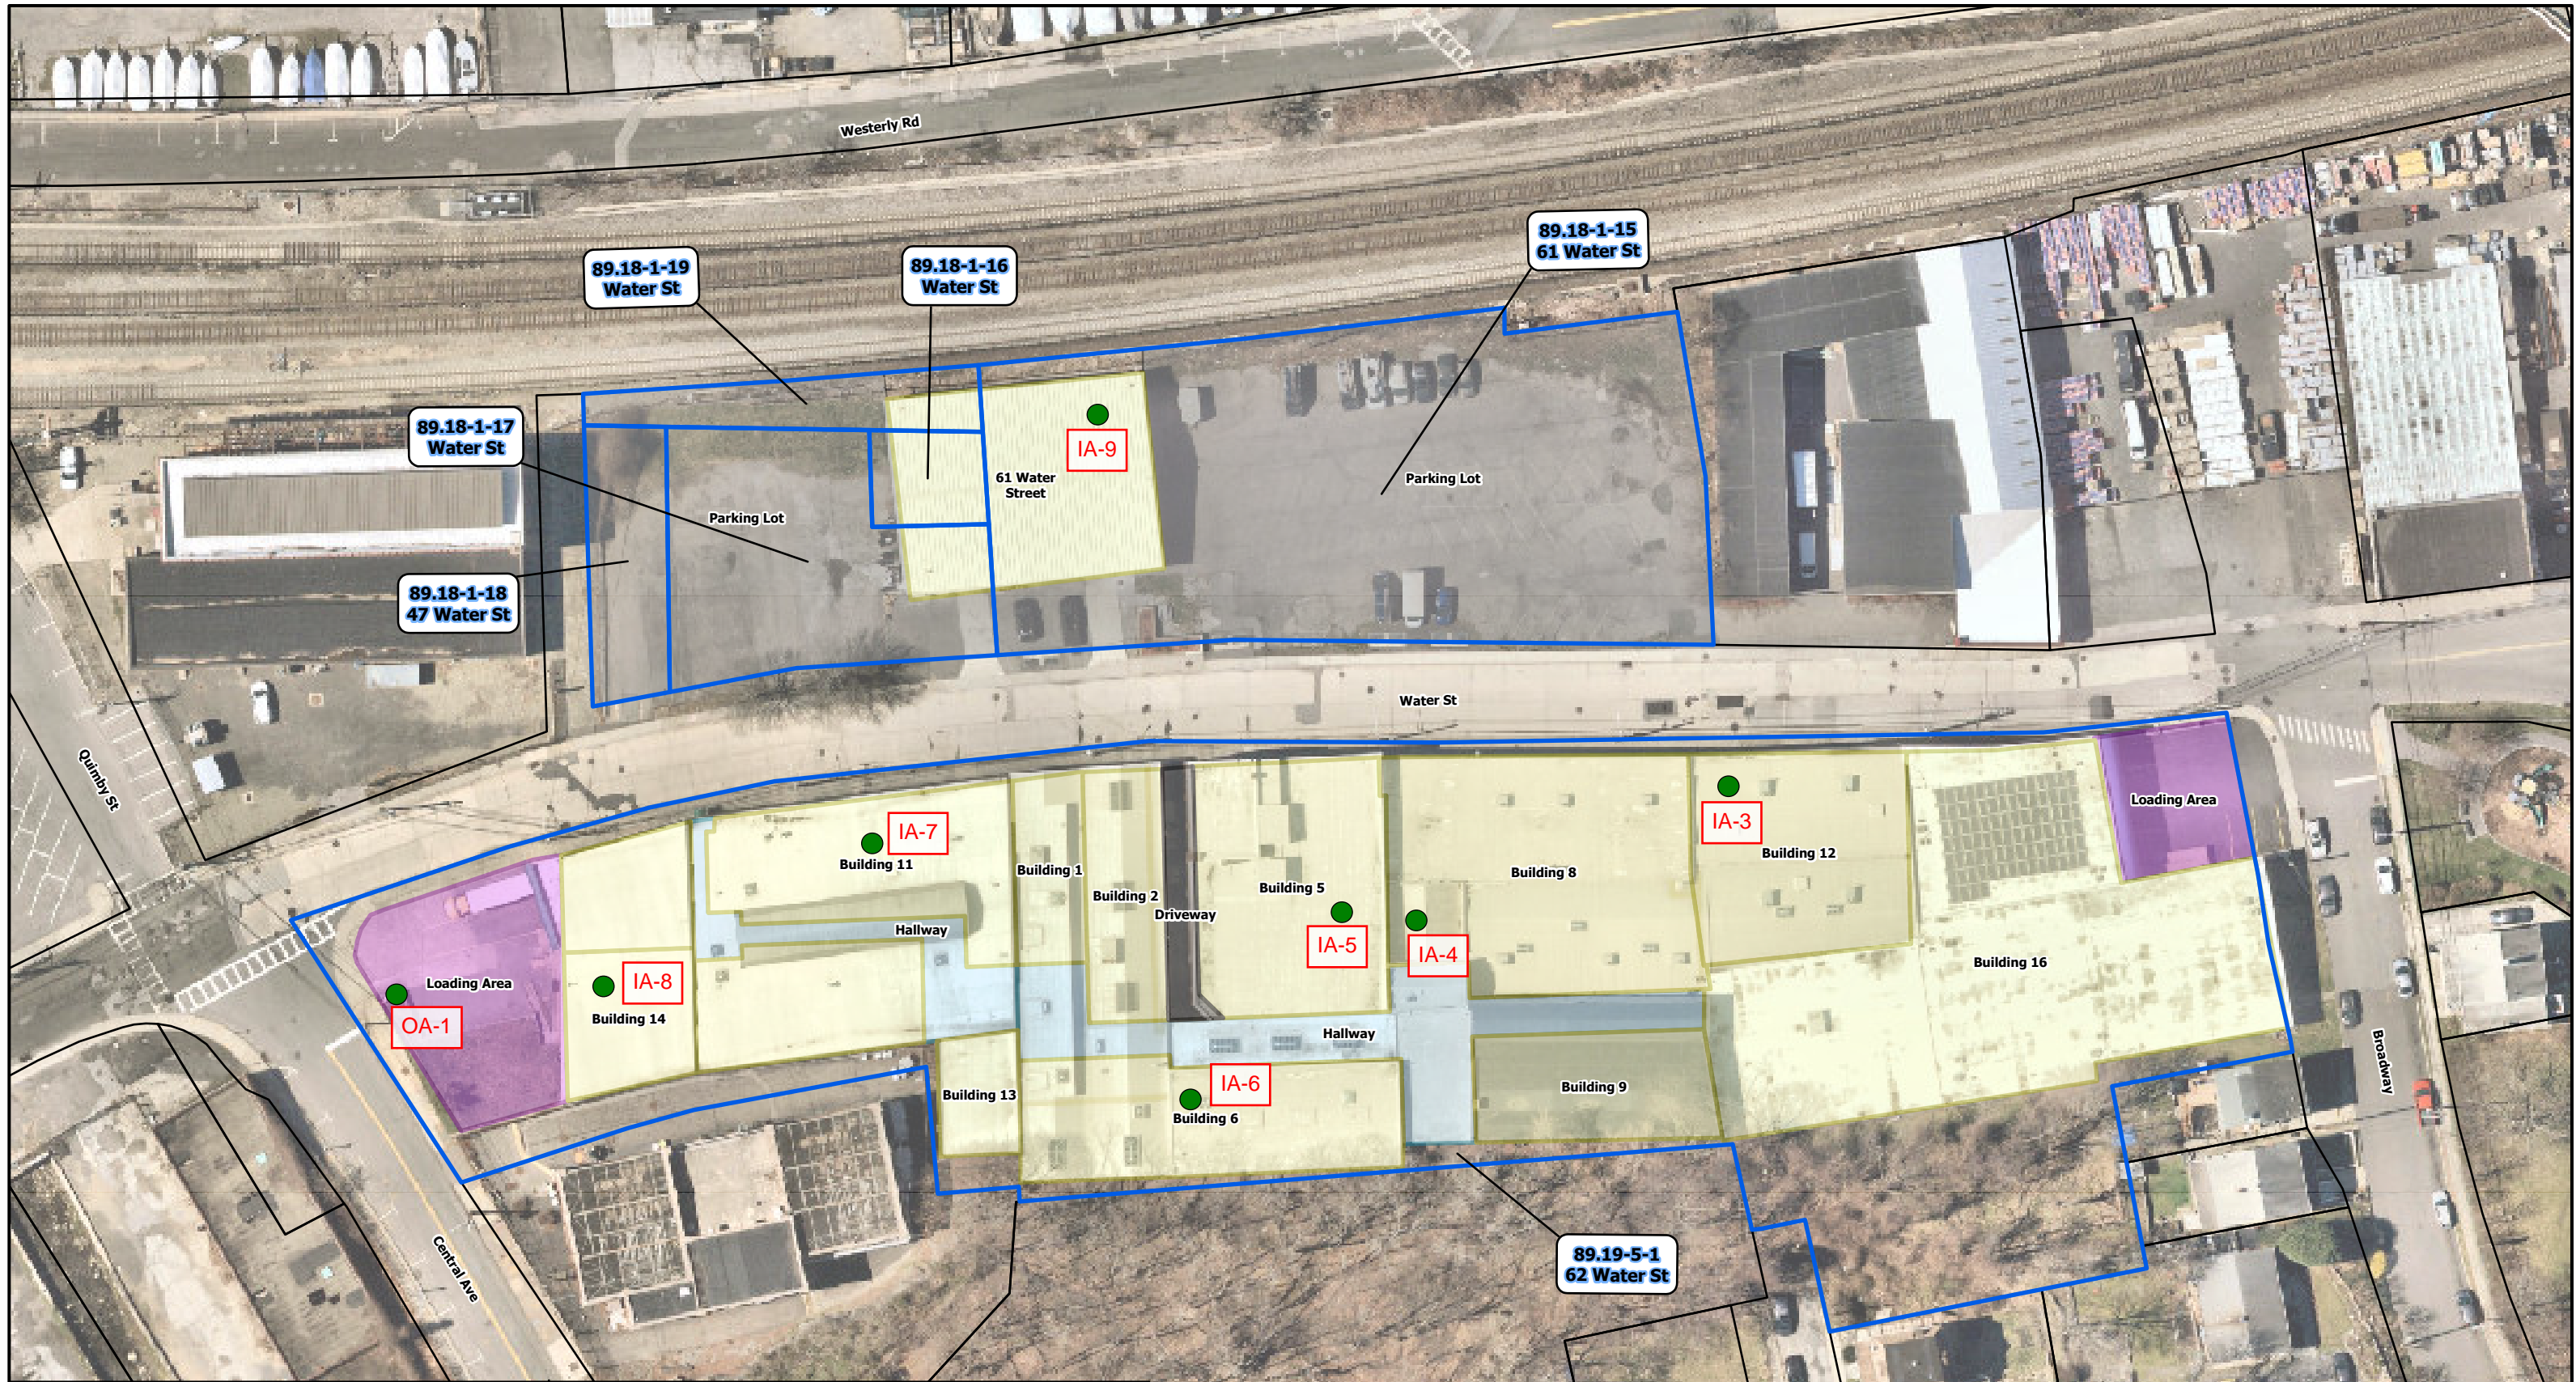 Westerly Rd
89.18-1-19
Water St
89.18-1-16
Water St
89.18-1-15
61 Water St
89.18-1-17
Water St
IA-9
61 Water
Street
Parking Lot
Parking Lot
89.18-1-18
47 Water St
Water St
Quimby St
Loading Area
IA-3
IA-7
Building 11
Building 12
Building 1
Building 8
Building 5
Building 2
Driveway
Hallway
IA-5
IA-4
Building 16
IA-8
Loading Area
OA-1
Building 14
Hallway
Broadway
IA-6
Building 9
Building 13
Building 6
89.19-5-1
62 Water St
Central Ave